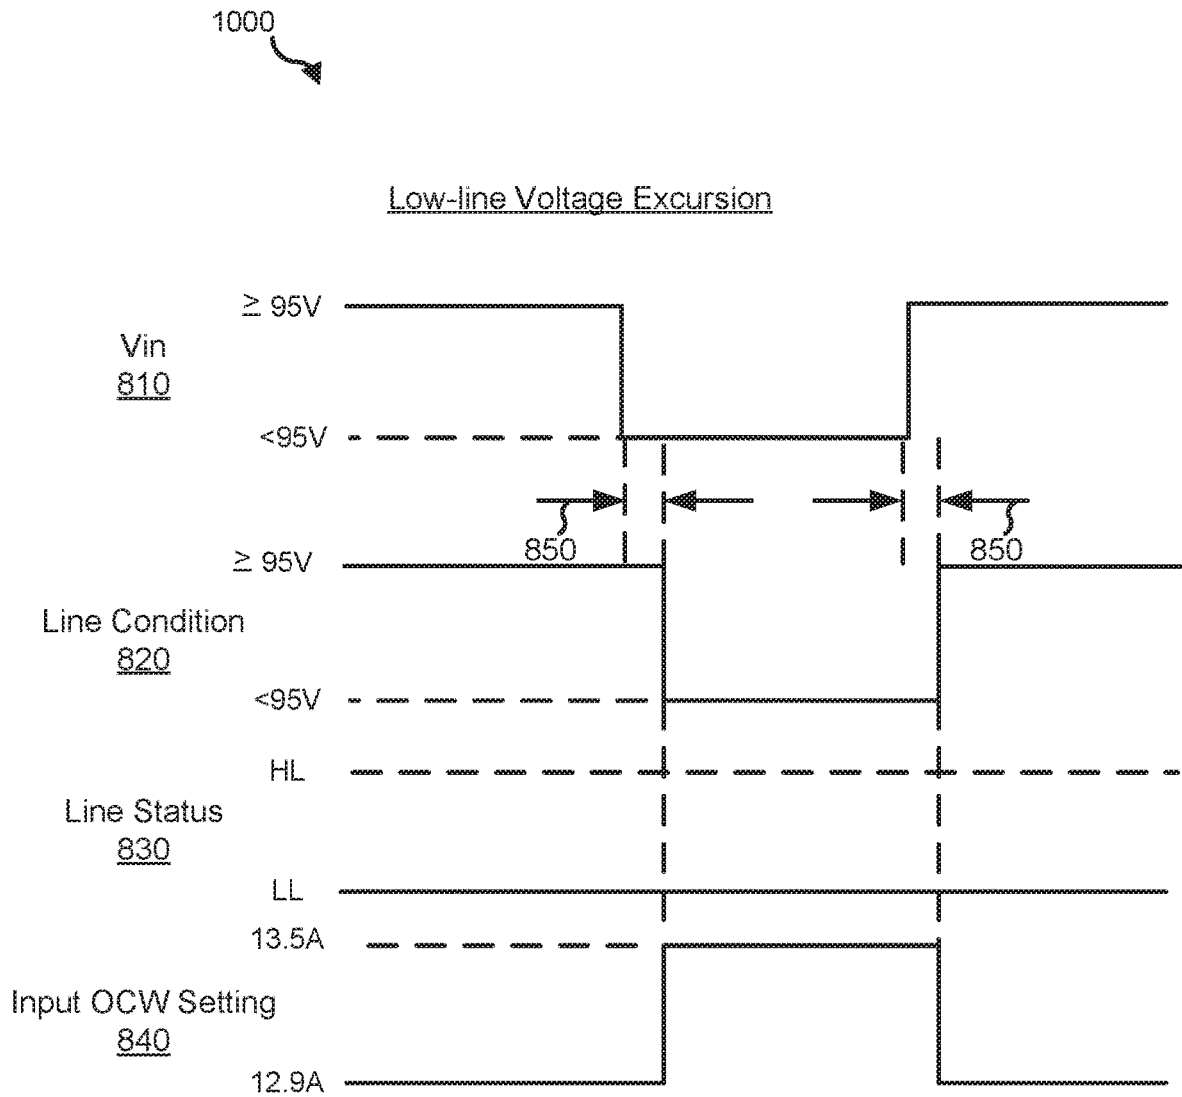 1000
Low-line Voltage Excursion
≥ 95V
Vin
810
<95V
850
850
≥ 95V
Line Condition
820
<95V
HL
Line Status
830
LL
13.5A
Input OCW Setting
840
12.9A